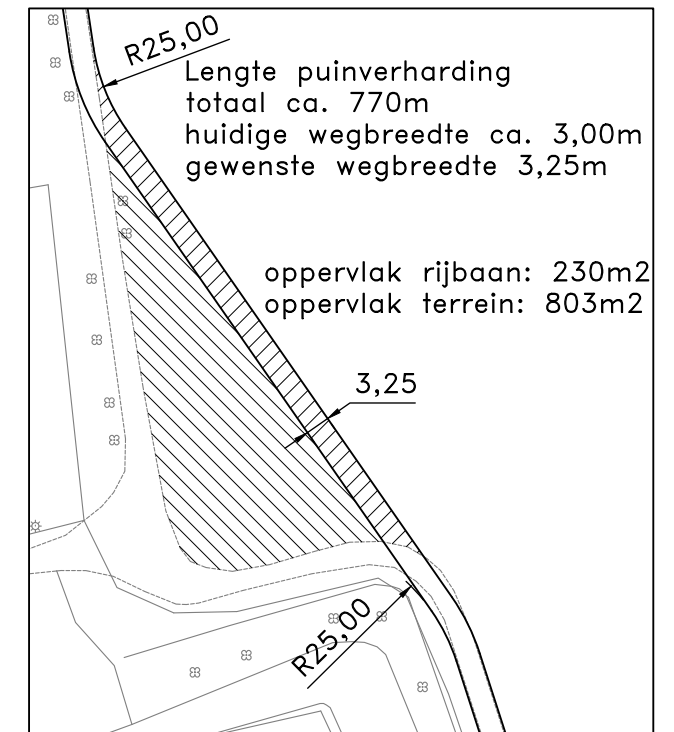 R25,00
Lengte puinverharding
totaal ca. 770m
huidige wegbreedte ca. 3,00m
gewenste wegbreedte 3,25m
oppervlak rijbaan: 230m2
oppervlak terrein: 803m2
3,25
R25,00